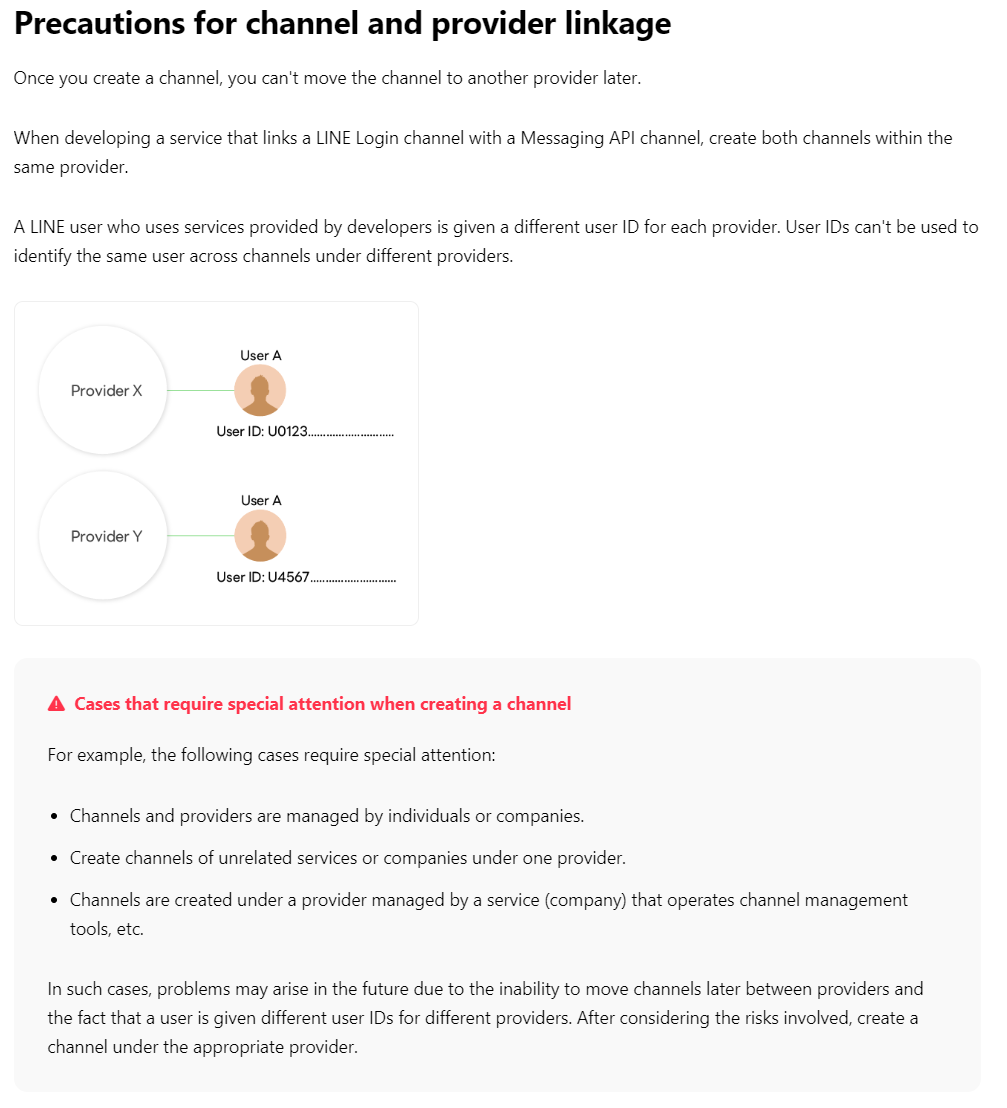 Precautions for channel and provider linkage
Once you create a channel, you can't move the channel to another provider later.
When developing a service that links a LINE Login channel with a Messaging API channel, create both channels within the
same provider.
A LINE user who uses services provided by developers is given a different user ID for each provider. User IDs can't be used to
identify the same user across channels under different providers.
Provider X
User A
User ID: U0123............................
Provider Y
User A
User ID: U4567............................
Cases that require special attention when creating a channel
For example, the following cases require special attention:
• Channels and providers are managed by individuals or companies.
• Create channels of unrelated services or companies under one provider.
• Channels are created under a provider managed by a service (company) that operates channel management
tools, etc.
In such cases, problems may arise in the future due to the inability to move channels later between providers and
the fact that a user is given different user IDs for different providers. After considering the risks involved, create a
channel under the appropriate provider.